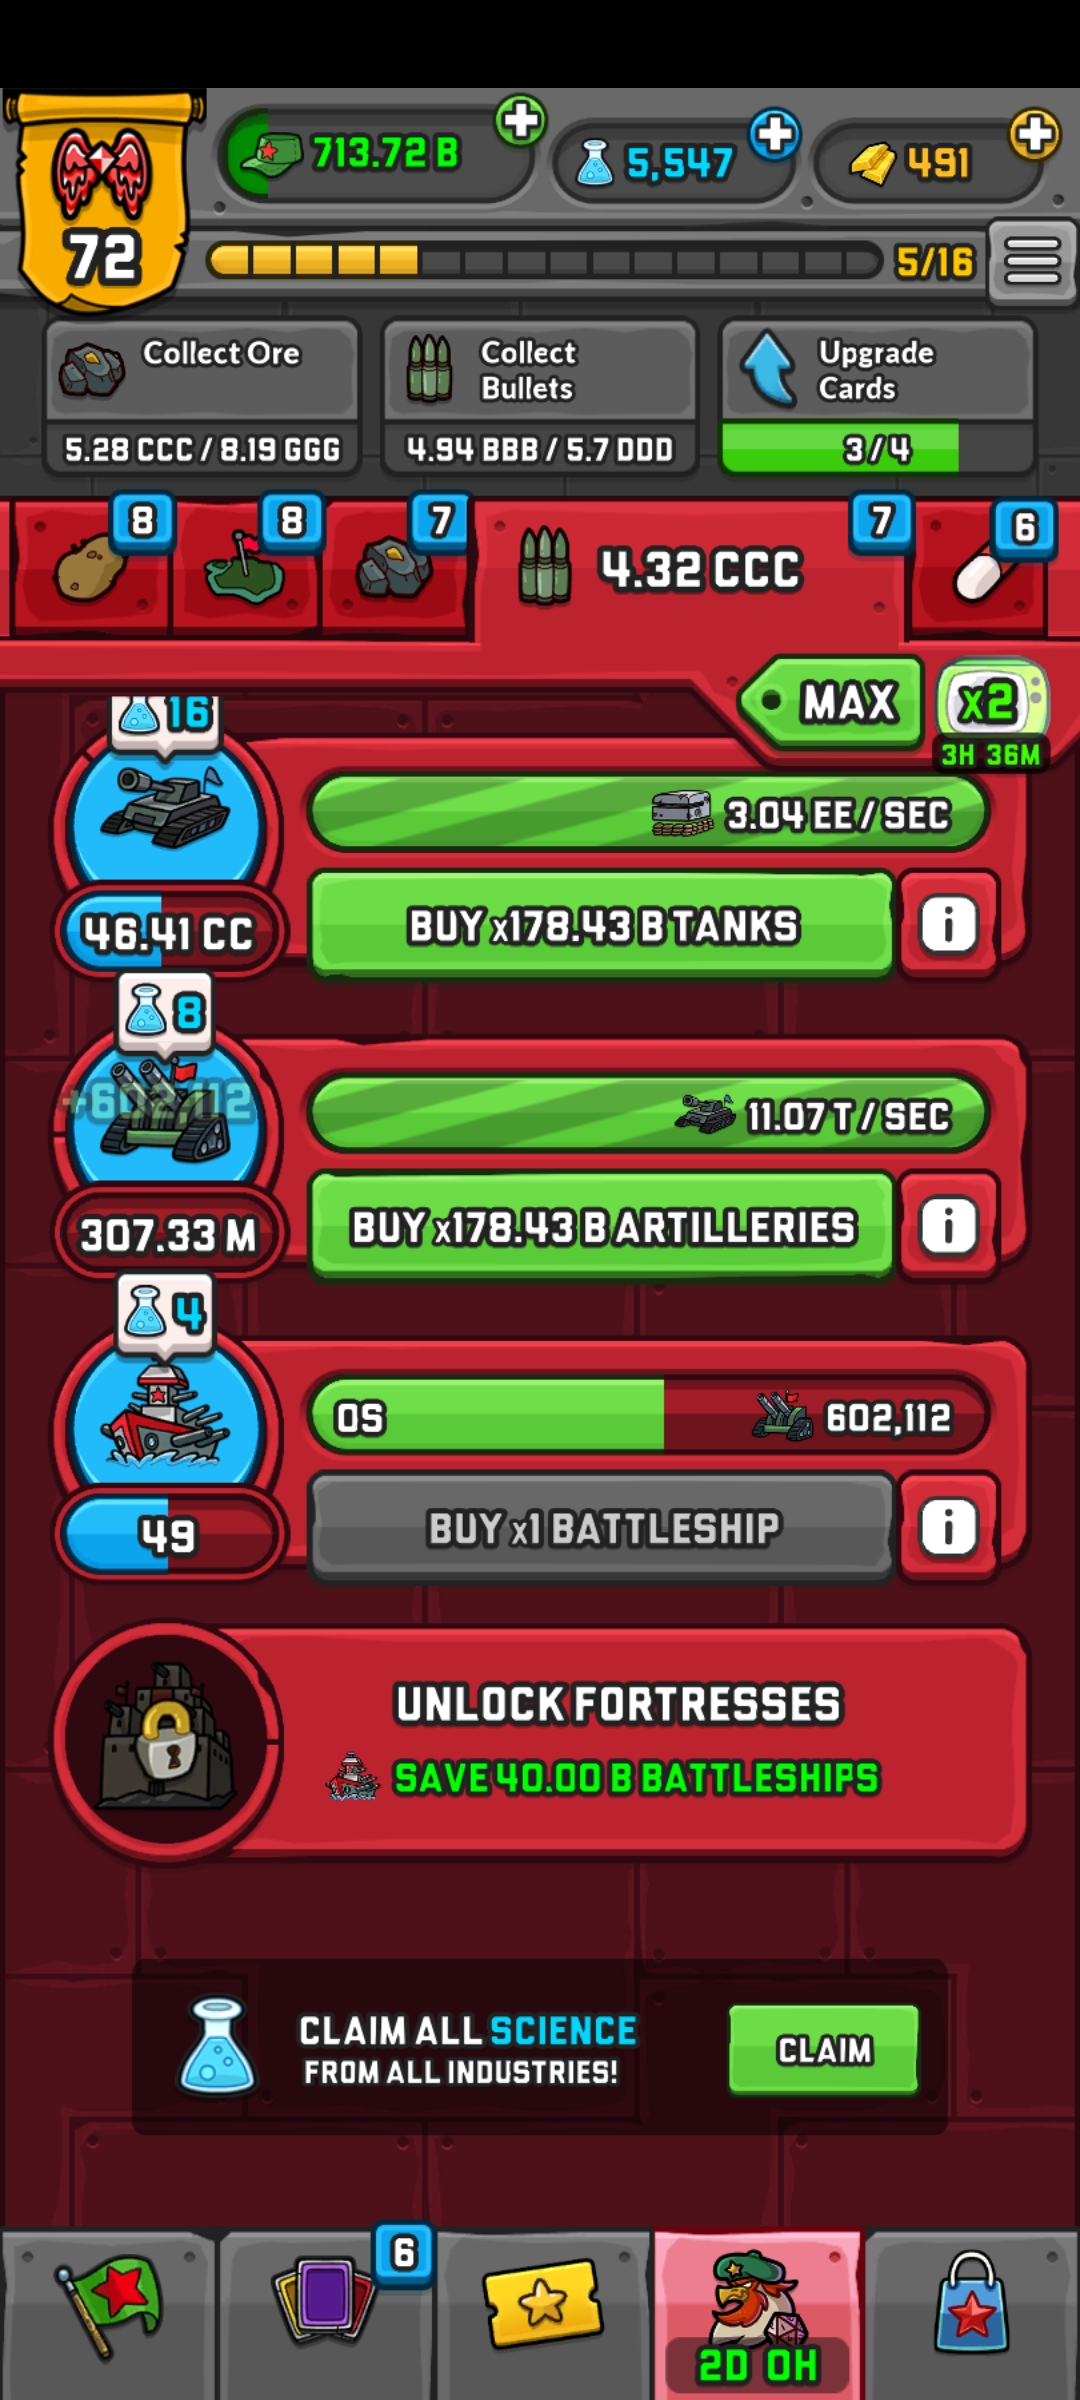 713.72 B
5,547
491
72
5/16
Collect Ore
5.28 CCC / 8.19 GGG
Collect
Bullets
4.94 BBB / 5.7 DDD
Upgrade
Cards
3/4
8
8
7
4.32 CCC
7
6
MAX
x2
3H 36M
16
3.04 EE / SEC
46.41 CC
BUY x178.43 B TANKS
i
8
+602,112
11.07 T / SEC
307.33 M
BUY x178.43 B ARTILLERIES
i
4
0S
602,112
49
BUY x1 BATTLESHIP
i
UNLOCK FORTRESSES
SAVE 40.00 B BATTLESHIPS
CLAIM ALL SCIENCE
FROM ALL INDUSTRIES!
CLAIM
6
2D 0H